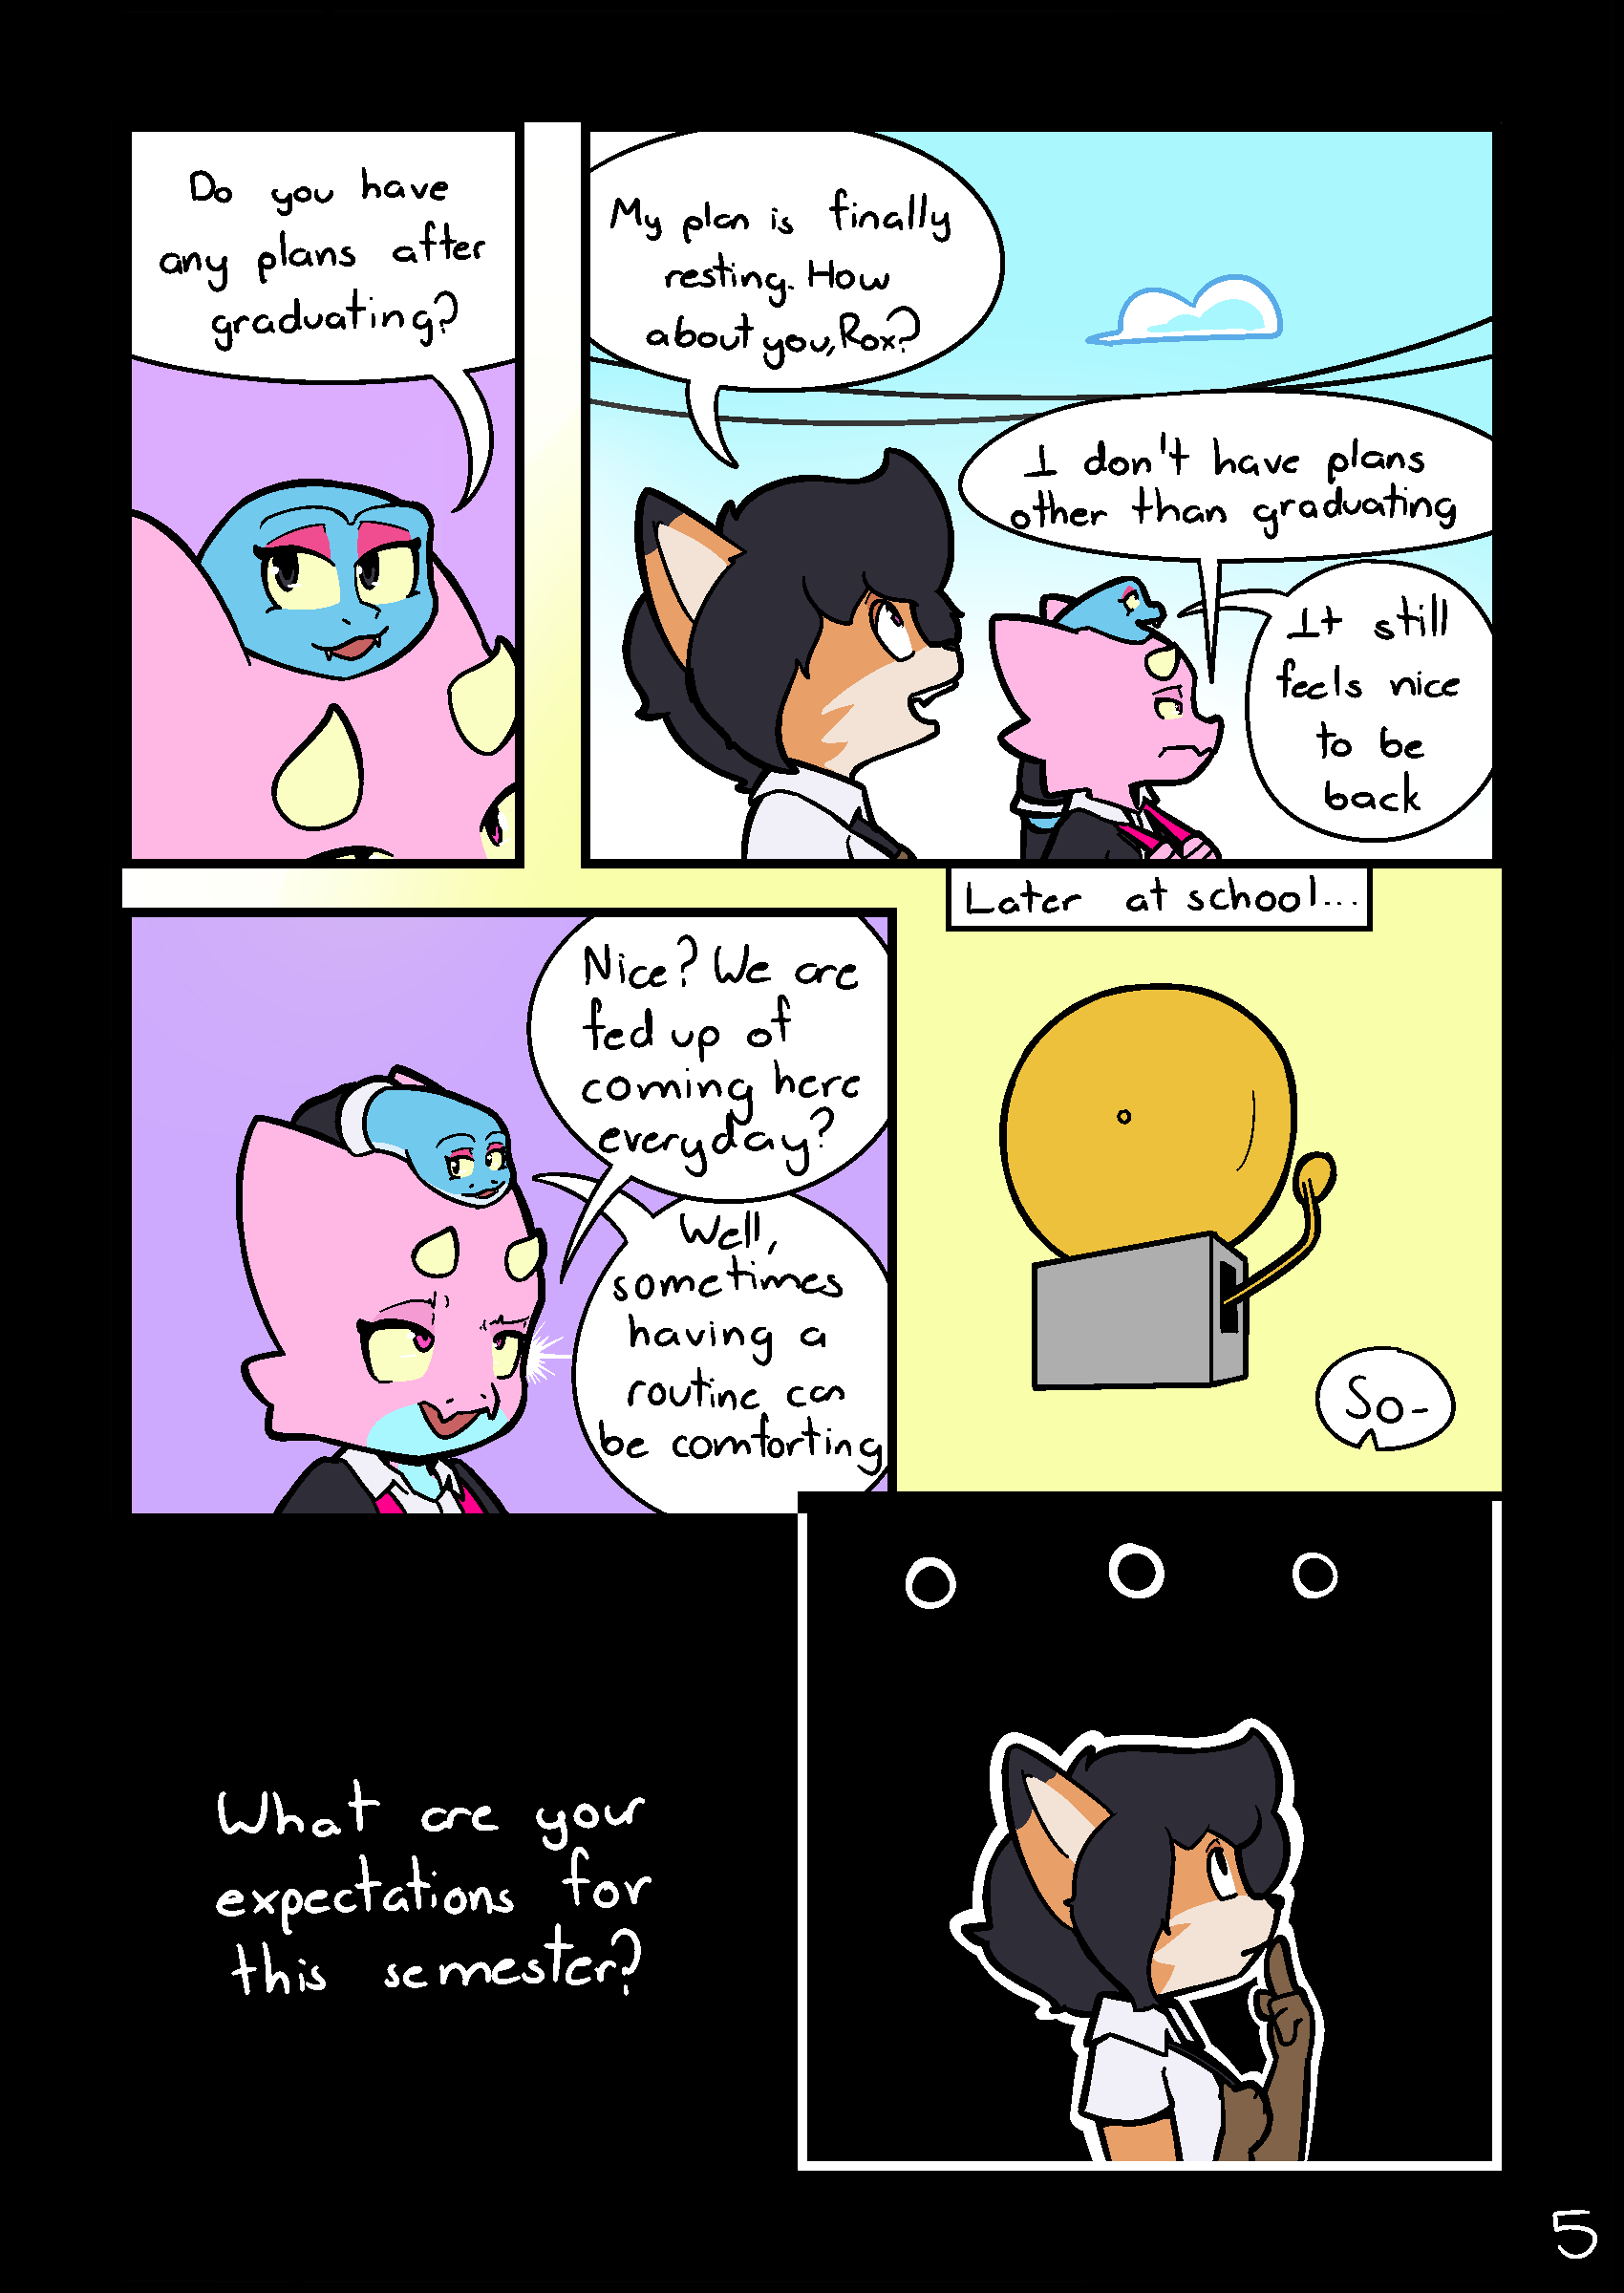 Do you have
any plans after
graduating?
My plan is finally
resting. How
about you, Rox?
I don't have plans
other than graduating
It still
feels nice
to be
back
Nice? We are
fed up of
coming here
everyday?
Well,
sometimes
having a
routine can
be comforting
Later at school...
So-
What are your
expectations for
this semester?
5